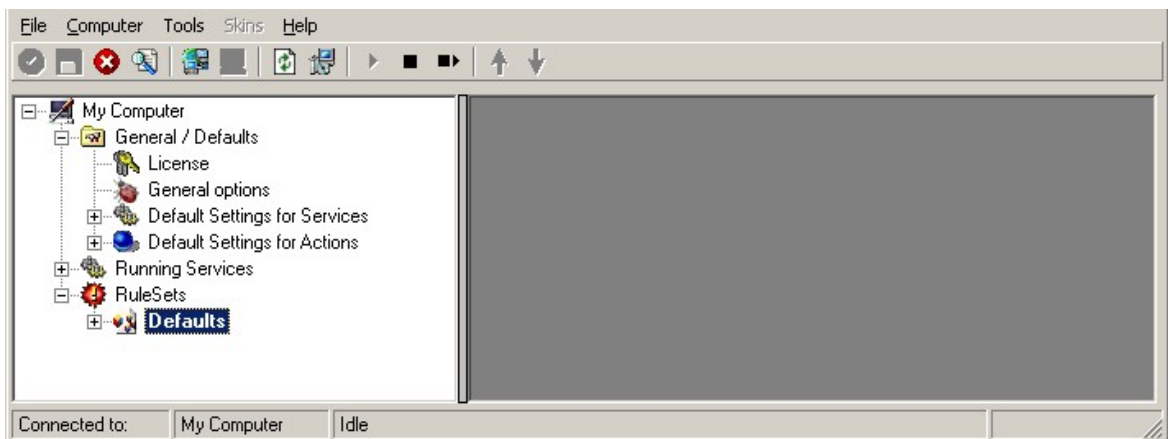 File Computer Tools Skins Help
My Computer
General / Defaults
License
General options
Default Settings for Services
Default Settings for Actions
Running Services
RuleSets
Defaults
Connected to: My Computer Idle